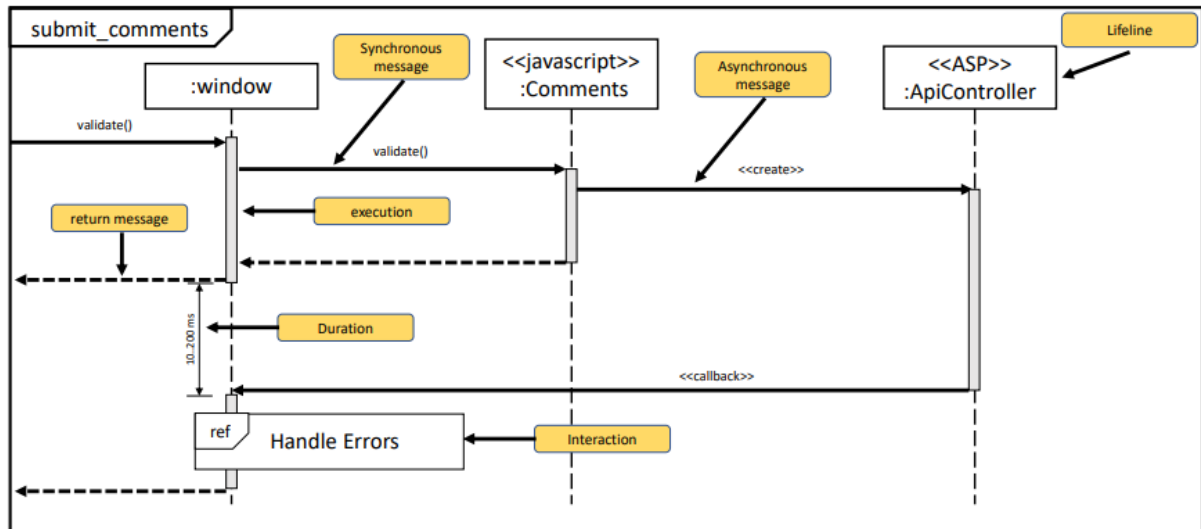 submit_comments
Lifeline
Synchronous
message
<<javascript>>
:Comments
Asynchronous
message
<<ASP>>
:ApiController
:window
validate()
validate()
<<create>>
execution
return message
Duration
10..200 ms
<<callback>>
ref
Handle Errors
Interaction